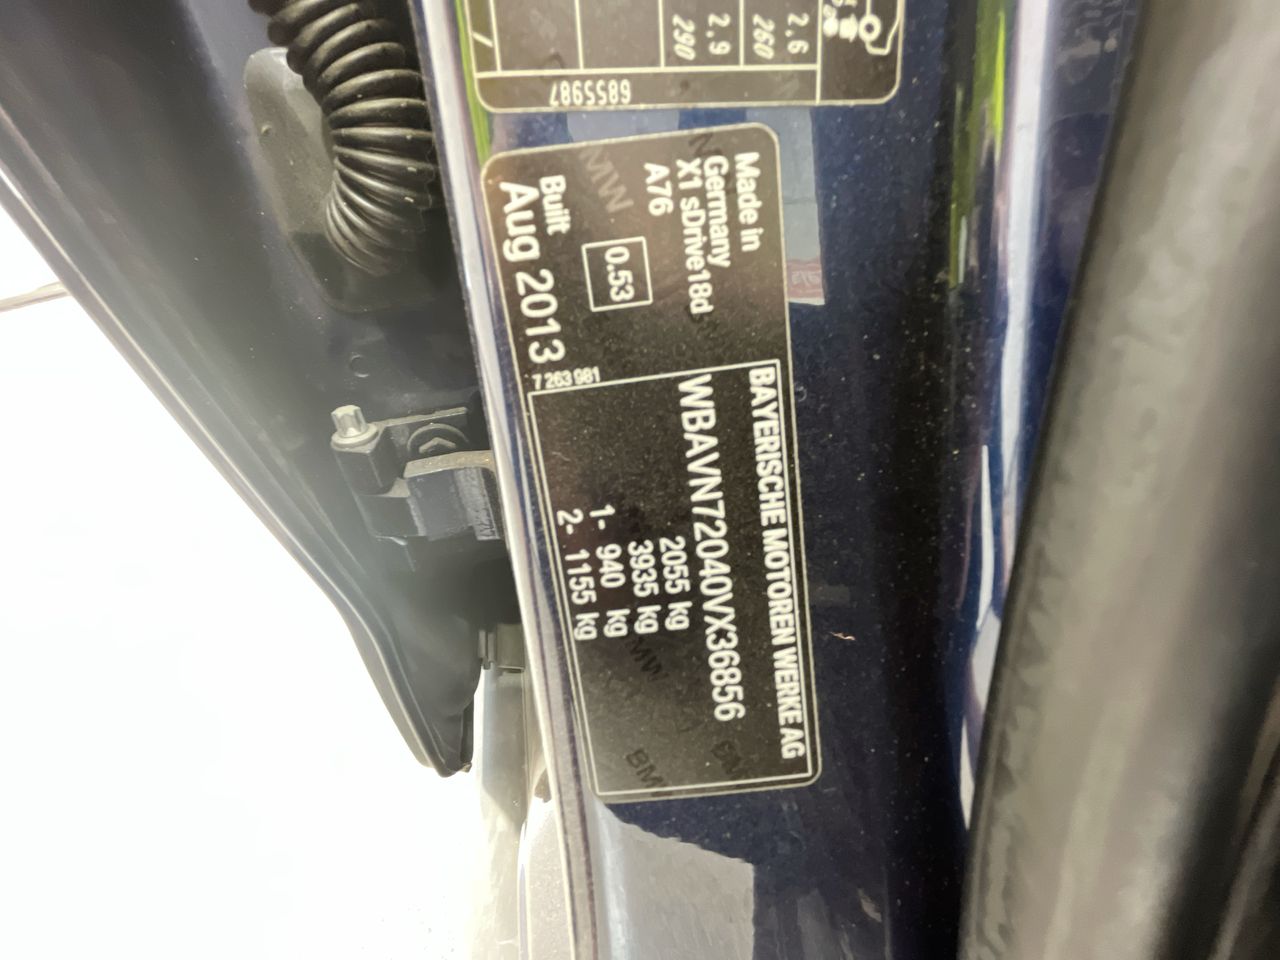 2.6
260
2.9
290
6855987
Made in
Germany
X1 sDrive18d
A76
0.53
Built
Aug 2013
7 263 981
BAYERISCHE MOTOREN WERKE AG
WBAVN72040VX36856
2055 kg
3935 kg
1- 940 kg
2- 1155 kg
BMW